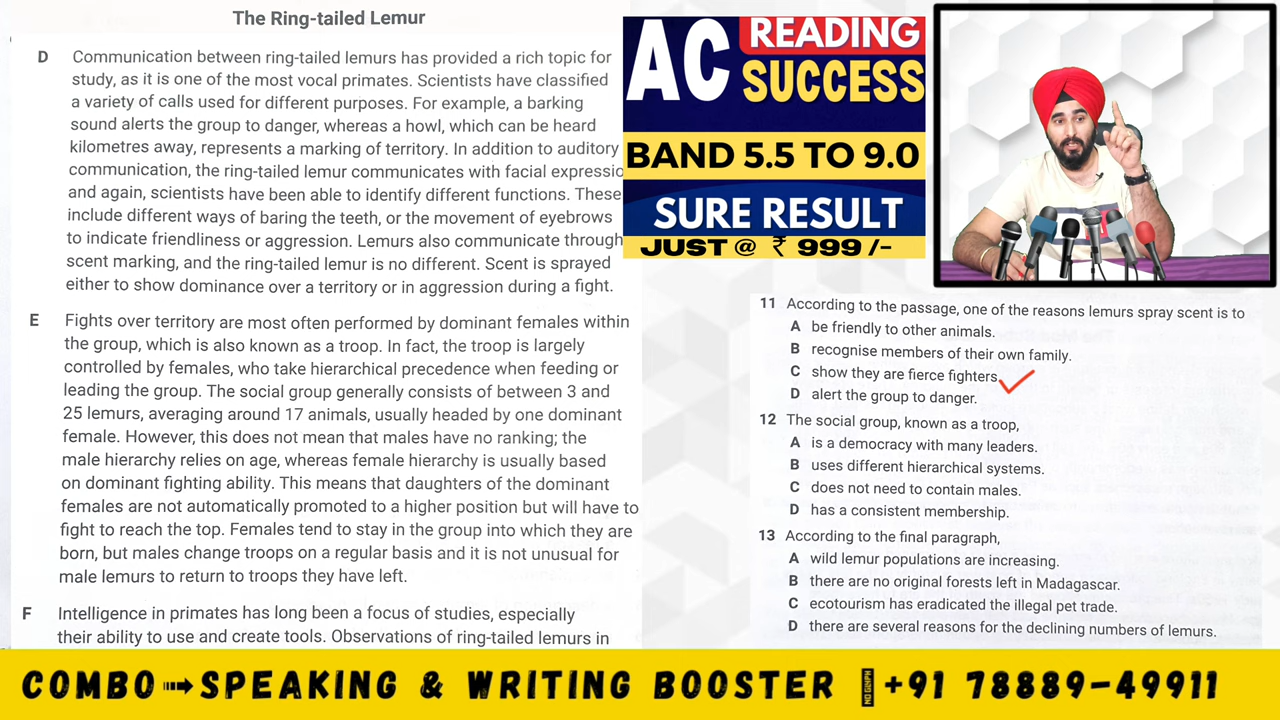 The Ring-tailed Lemur
D Communication between ring-tailed lemurs has provided a rich topic for
study, as it is one of the most vocal primates. Scientists have classified
a variety of calls used for different purposes. For example, a barking
sound alerts the group to danger, whereas a howl, which can be heard
kilometres away, represents a marking of territory. In addition to auditory
communication, the ring-tailed lemur communicates with facial expressio
and again, scientists have been able to identify different functions. These
include different ways of baring the teeth, or the movement of eyebrows
to indicate friendliness or aggression. Lemurs also communicate through
scent marking, and the ring-tailed lemur is no different. Scent is sprayed
either to show dominance over a territory or in aggression during a fight.
E Fights over territory are most often performed by dominant females within
the group, which is also known as a troop. In fact, the troop is largely
controlled by females, who take hierarchical precedence when feeding or
leading the group. The social group generally consists of between 3 and
25 lemurs, averaging around 17 animals, usually headed by one dominant
female. However, this does not mean that males have no ranking; the
male hierarchy relies on age, whereas female hierarchy is usually based
on dominant fighting ability. This means that daughters of the dominant
females are not automatically promoted to a higher position but will have to
fight to reach the top. Females tend to stay in the group into which they are
born, but males change troops on a regular basis and it is not unusual for
male lemurs to return to troops they have left.
F Intelligence in primates has long been a focus of studies, especially
their ability to use and create tools. Observations of ring-tailed lemurs in
AC READING
SUCCESS
BAND 5.5 TO 9.0
SURE RESULT
JUST @ ₹ 999 /-
11 According to the passage, one of the reasons lemurs spray scent is to
A be friendly to other animals.
B recognise members of their own family.
C show they are fierce fighters.
D alert the group to danger.
12 The social group, known as a troop,
A is a democracy with many leaders.
B uses different hierarchical systems.
C does not need to contain males.
D has a consistent membership.
13 According to the final paragraph,
A wild lemur populations are increasing.
B there are no original forests left in Madagascar.
C ecotourism has eradicated the illegal pet trade.
D there are several reasons for the declining numbers of lemurs.
COMBO ➟ SPEAKING & WRITING BOOSTER +91 78889-49911